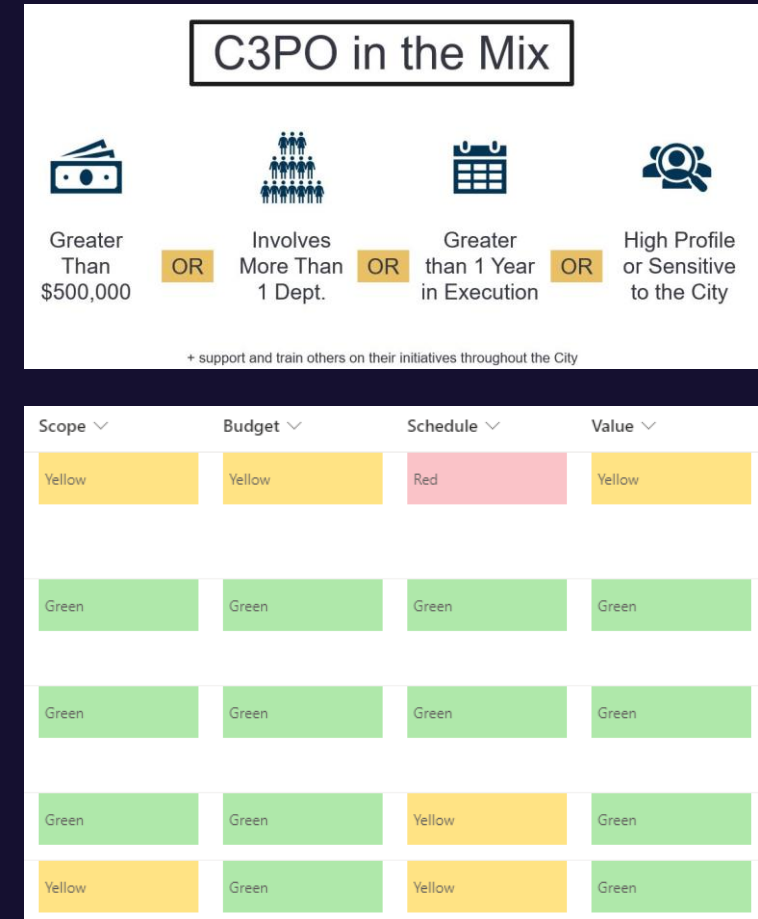 C3PO in the Mix
Greater
Than
$500,000
OR
Involves
More Than
1 Dept.
OR
Greater
than 1 Year
in Execution
OR
High Profile
or Sensitive
to the City
+ support and train others on their initiatives throughout the City
Scope Budget Schedule Value
Yellow Yellow Red Yellow
Green Green Green Green
Green Green Green Green
Green Green Yellow Green
Yellow Green Yellow Green